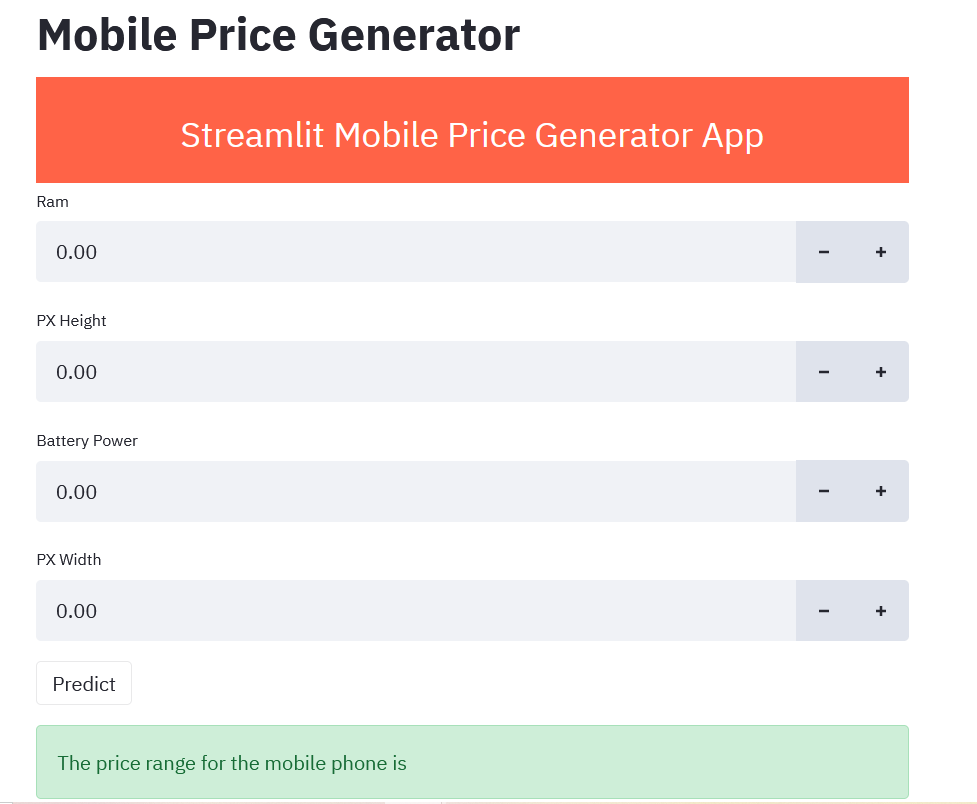 Mobile Price Generator
Streamlit Mobile Price Generator App
Ram
0.00
− +
PX Height
0.00
− +
Battery Power
0.00
− +
PX Width
0.00
− +
Predict
The price range for the mobile phone is